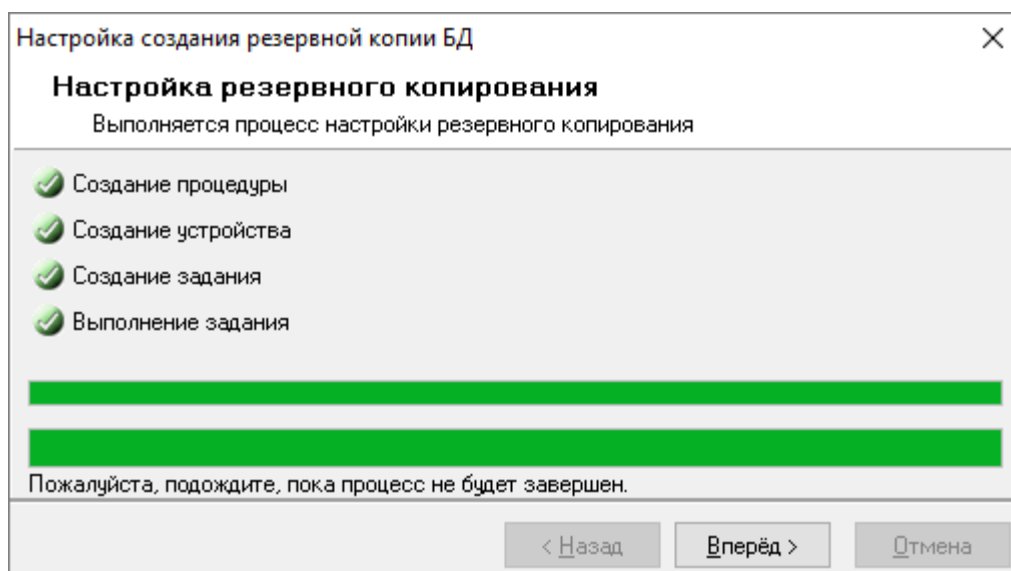 Настройка создания резервной копии БД
Настройка резервного копирования
Выполняется процесс настройки резервного копирования
Создание процедуры
Создание устройства
Создание задания
Выполнение задания
Пожалуйста, подождите, пока процесс не будет завершен.
< Назад
Вперёд >
Отмена